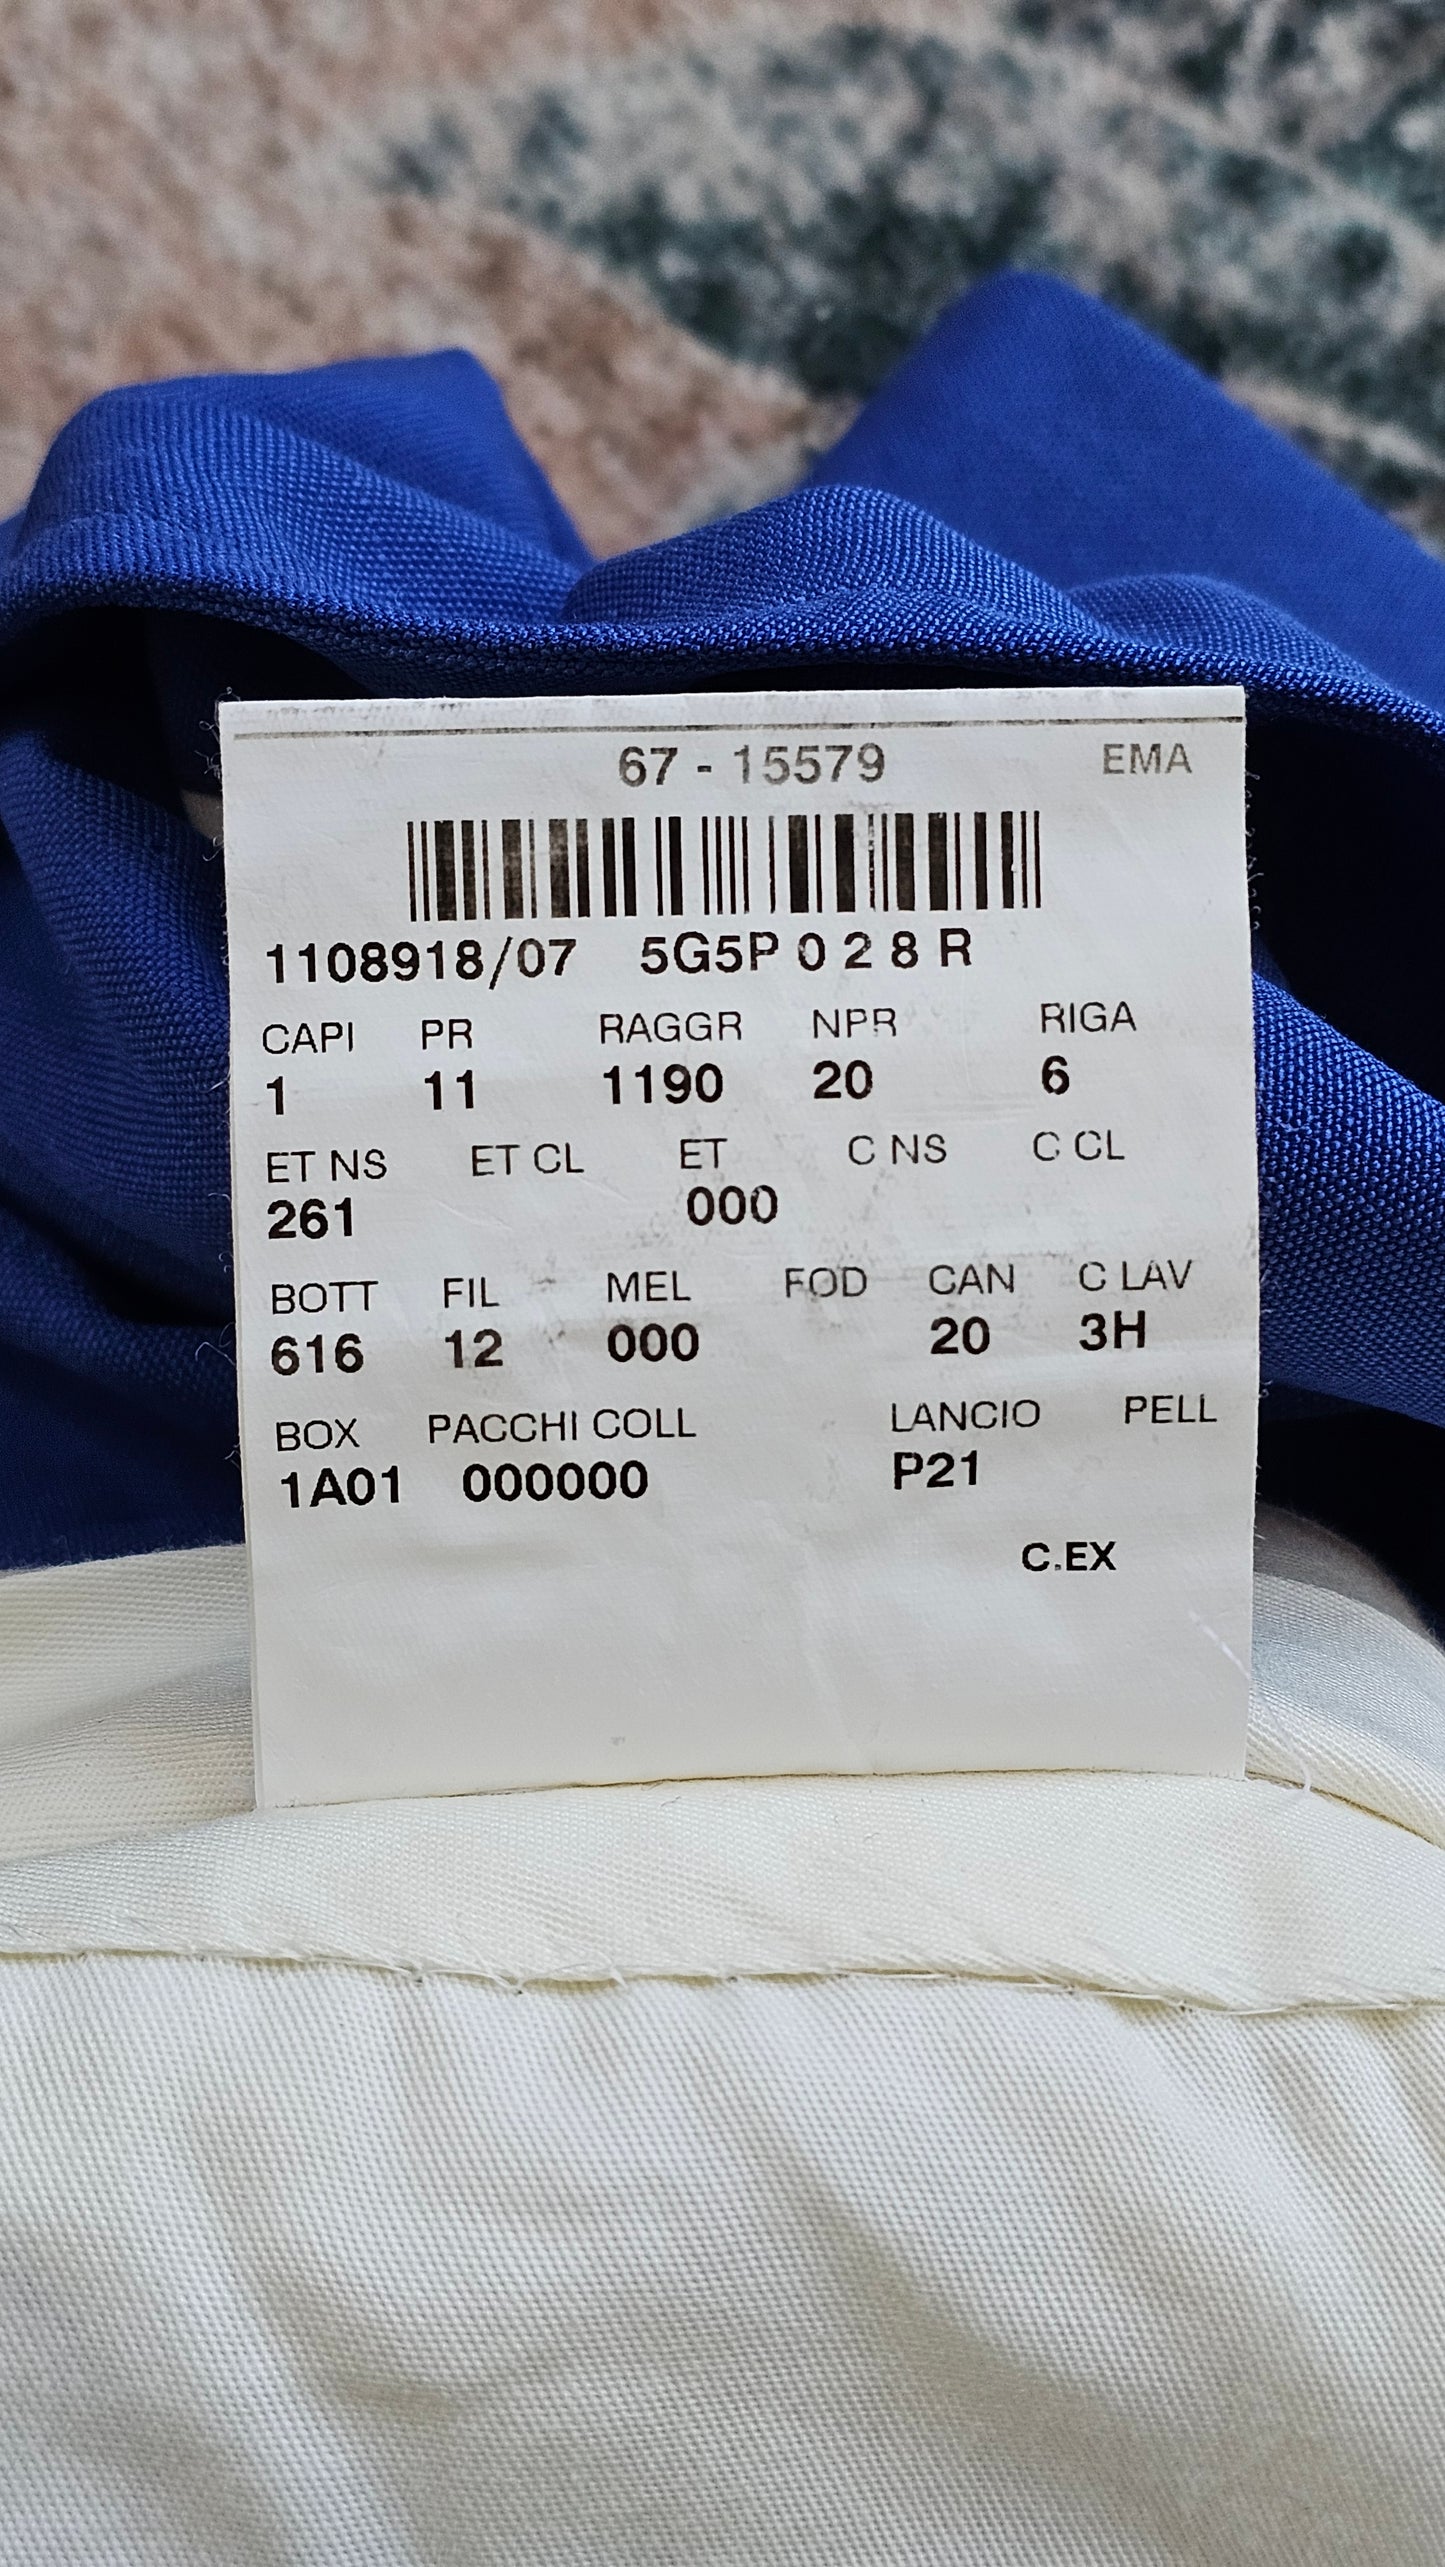 67 - 15579 EMA
1108918/07 5G5P 0 2 8 R
CAPI PR RAGGR NPR RIGA
1 11 1190 20 6
ET NS ET CL ET C NS C CL
261 000
BOTT FIL MEL FOD CAN C LAV
616 12 000 20 3H
BOX PACCHI COLL LANCIO PELL
1A01 000000 P21
C.EX